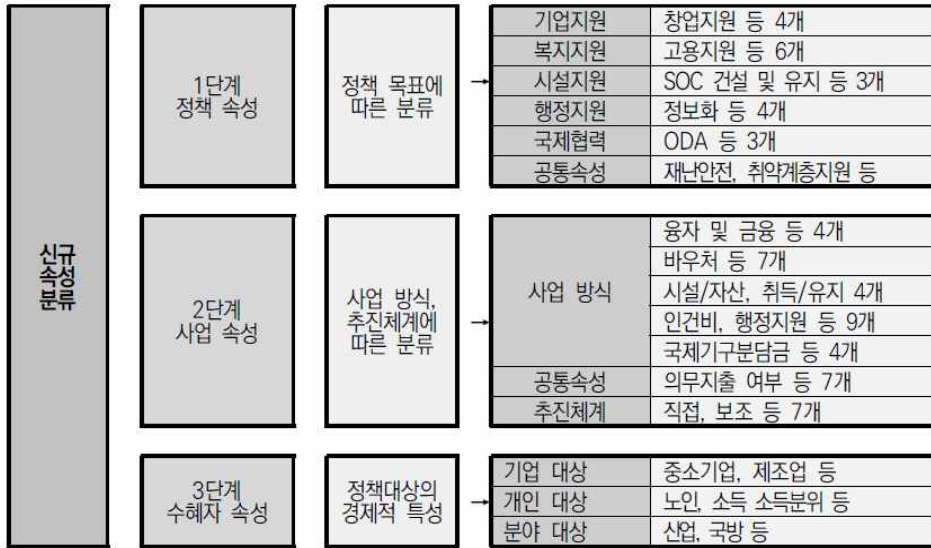 신규
속성
분류
1단계
정책 속성
정책 목표에
따른 분류
→
기업지원 창업지원 등 4개
복지지원 고용지원 등 6개
시설지원 SOC 건설 및 유지 등 3개
행정지원 정보화 등 4개
국제협력 ODA 등 3개
공통속성 재난안전, 취약계층지원 등
2단계
사업 속성
사업 방식,
추진체계에
따른 분류
→
사업 방식
융자 및 금융 등 4개
바우처 등 7개
시설/자산, 취득/유지 4개
인건비, 행정지원 등 9개
국제기구분담금 등 4개
공통속성 의무지출 여부 등 7개
추진체계 직접, 보조 등 7개
3단계
수혜자 속성
정책대상의
경제적 특성
→
기업 대상 중소기업, 제조업 등
개인 대상 노인, 소득 소득분위 등
분야 대상 산업, 국방 등